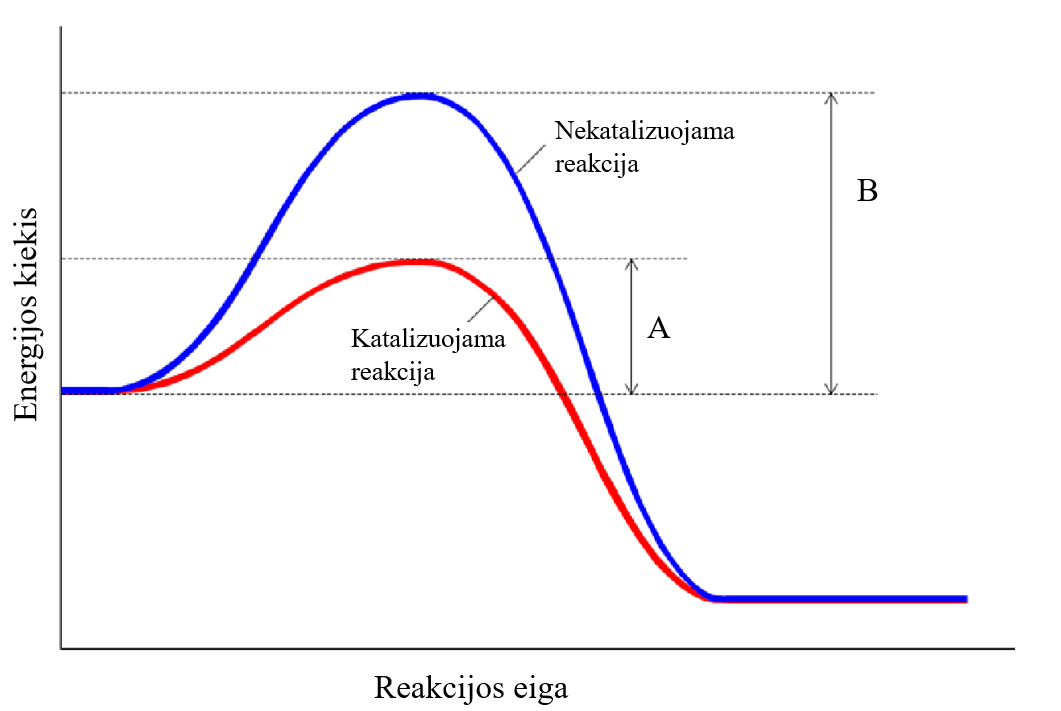 Nekatalizuojama
reakcija
B
A
Katalizuojama
reakcija
Energijos kiekis
Reakcijos eiga